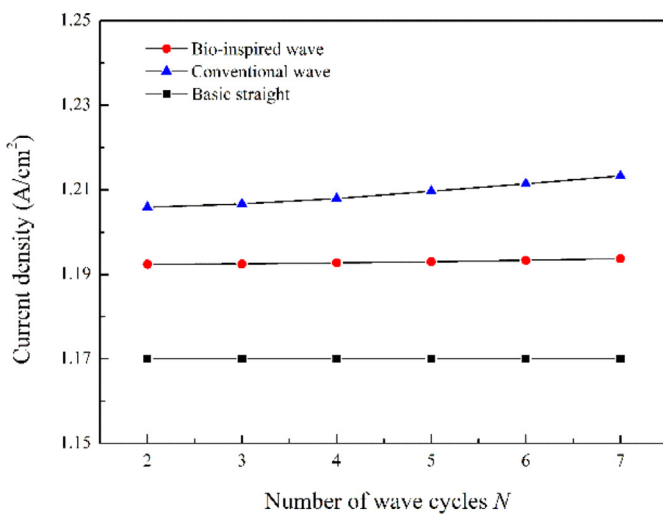 1.25
1.23
1.21
1.19
1.17
1.15
Current density (A/cm²)
Bio-inspired wave
Conventional wave
Basic straight
2 3 4 5 6 7
Number of wave cycles N